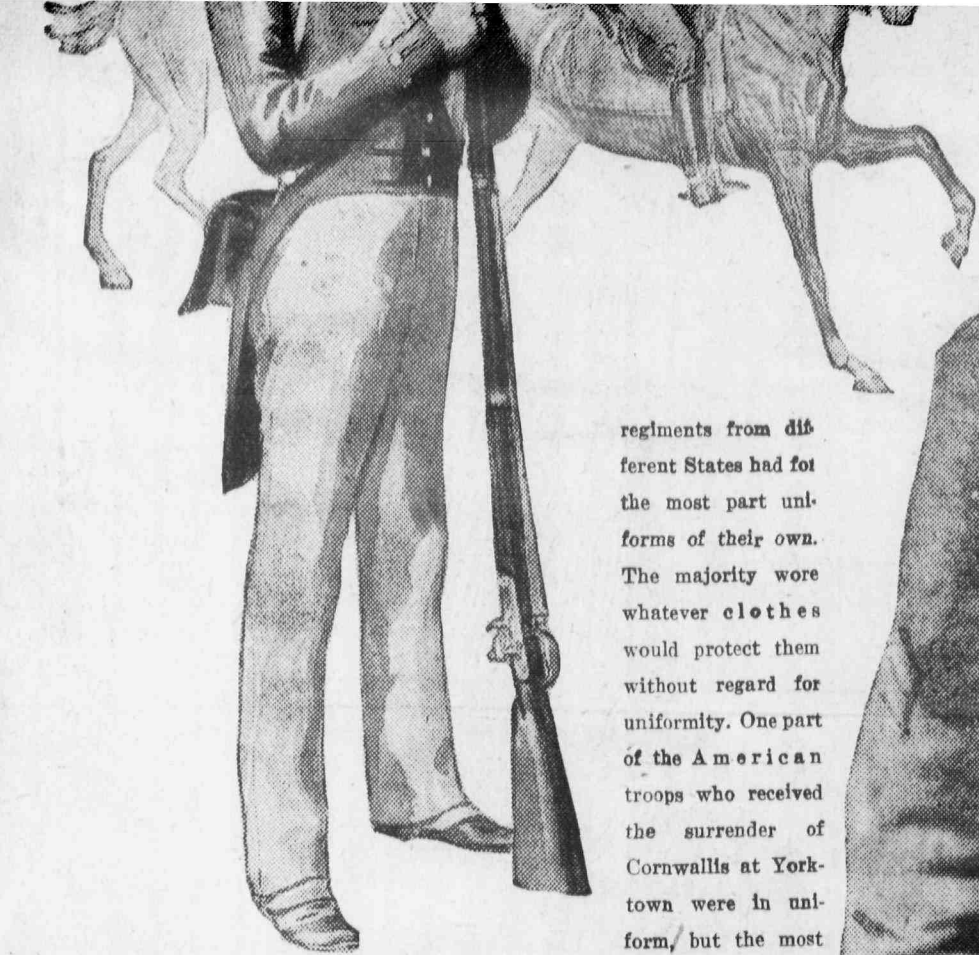 regiments from dif-
ferent States had for
the most part uni-
forms of their own.
The majority wore
whatever clothes
would protect them
without regard for
uniformity. One part
of the American
troops who received
the surrender of
Cornwallis at York-
town were in uni-
form, but the most